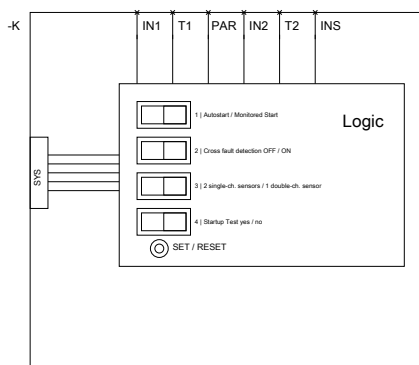 -K
IN1 T1 PAR IN2 T2 INS
1 | Autostart / Monitored Start
Logic
2 | Cross fault detection OFF / ON
SYS
3 | 2 single-ch. sensors / 1 double-ch. sensor
4 | Startup Test yes / no
SET / RESET